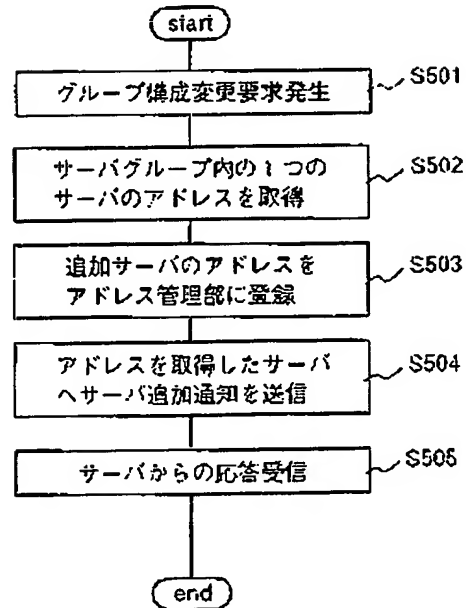 start
グループ構成変更要求発生
S501
サーバグループ内の1つの
サーバのアドレスを取得
S502
追加サーバのアドレスを
アドレス管理部に登録
S503
アドレスを取得したサーバ
へサーバ追加通知を送信
S504
サーバからの応答受信
S505
end